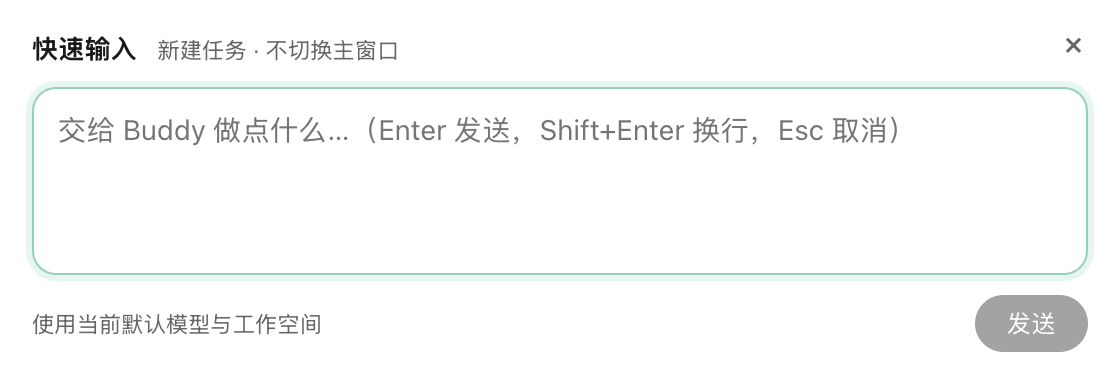 快速输入 新建任务 · 不切换主窗口
交给 Buddy 做点什么...（Enter 发送，Shift+Enter 换行，Esc 取消）
使用当前默认模型与工作空间 发送